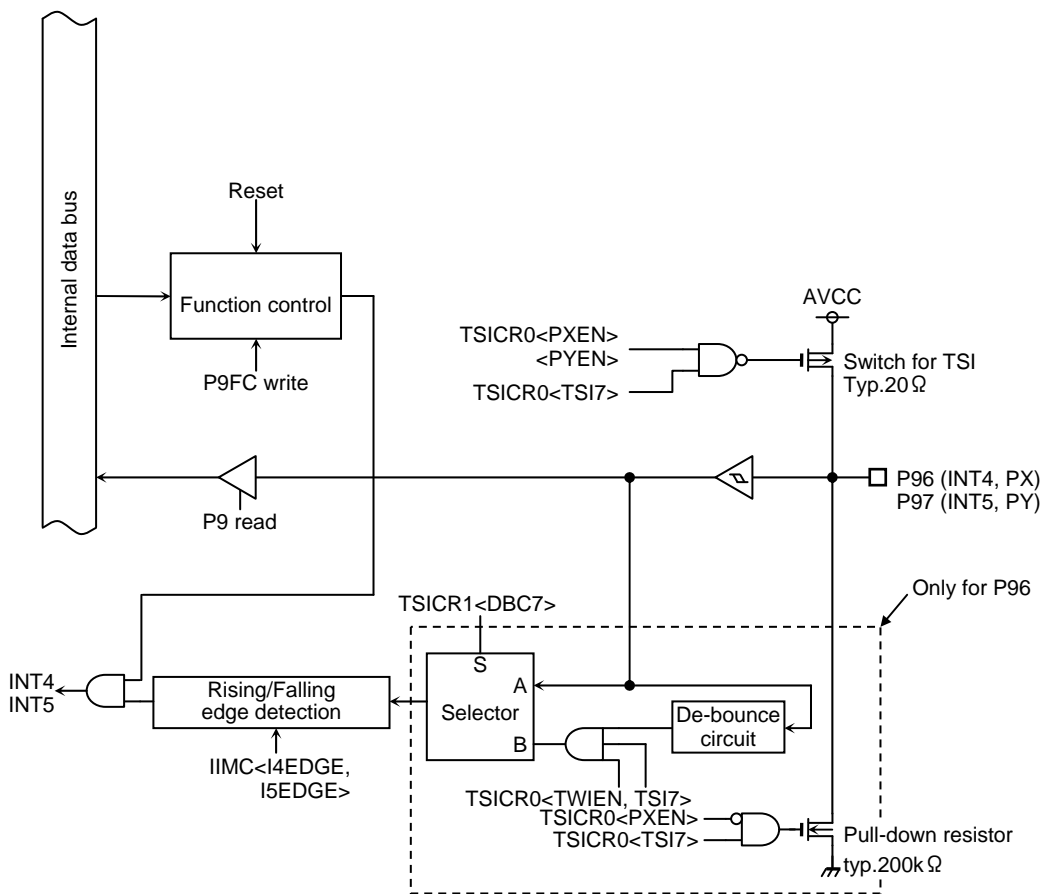 Internal data bus
Reset
Function control
P9FC write
AVCC
TSICR0<PXEN>
<PYEN>
TSICR0<TSI7>
Switch for TSI
Typ.20Ω
P9 read
P96 (INT4, PX)
P97 (INT5, PY)
Only for P96
TSICR1<DBC7>
S
A
Selector
B
De-bounce
circuit
INT4
INT5
Rising/Falling
edge detection
IIMC<I4EDGE,
I5EDGE>
TSICR0<TWIEN, TSI7>
TSICR0<PXEN>
TSICR0<TSI7>
Pull-down resistor
typ.200kΩ